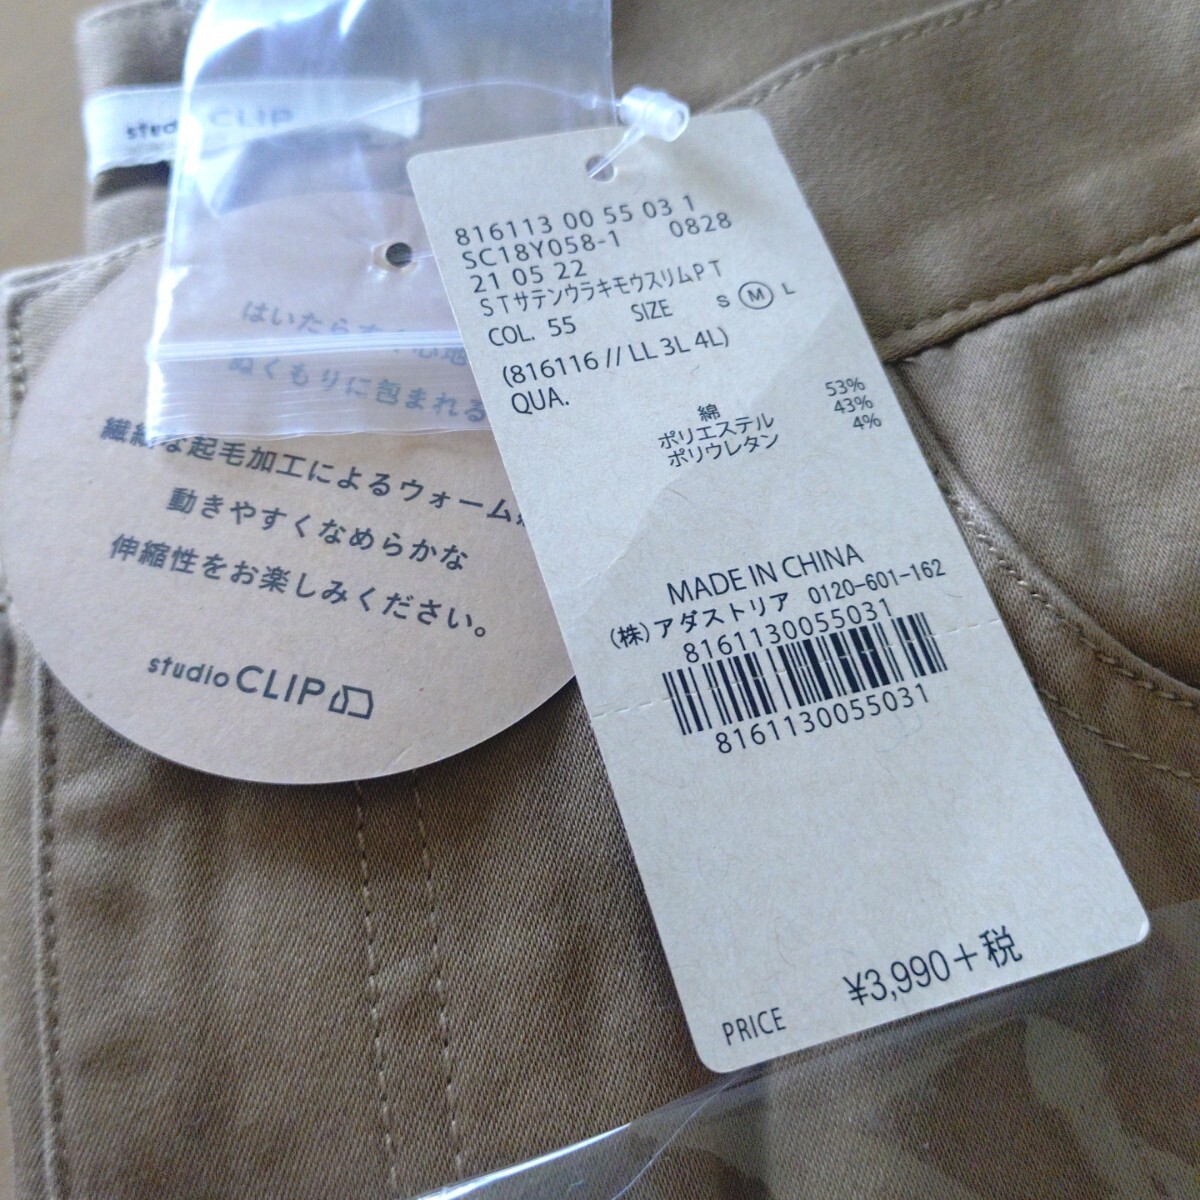 studio CLIP
はいたら
ぬくもりに包まれる
な起毛加工によるウォーム
動きやすくなめらかな
伸縮性をお楽しみください。
studio CLIP
816113 00 55 03 1
SC18Y058-1 0828
21 05 22
STサテンウラキモウスリムPT
COL. 55 SIZE S M L
(816116 // LL 3L 4L)
QUA.
綿 53%
ポリエステル 43%
ポリウレタン 4%
MADE IN CHINA
(株)アダストリア 0120-601-162
8161130055031
8161130055031
PRICE ¥3,990+税